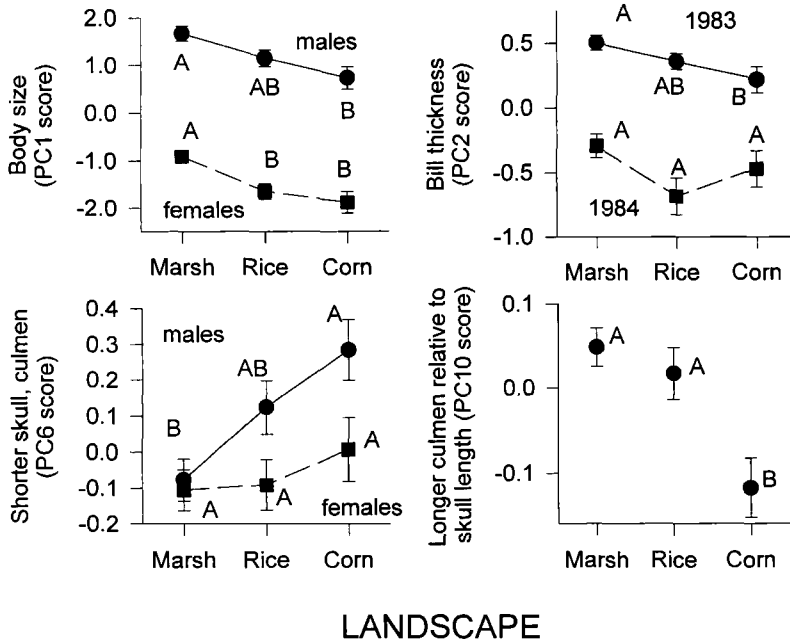 Body size
(PC1 score)
2.0
1.0
0.0
-1.0
-2.0
males
A
AB
B
A
B
B
females
Marsh Rice Corn
Bill thickness
(PC2 score)
0.5
0.0
-0.5
-1.0
A
1983
AB
B
A
A
A
1984
Marsh Rice Corn
Shorter skull, culmen
(PC6 score)
0.4
0.3
0.2
0.1
0.0
-0.1
-0.2
males
A
AB
B
A
A
A
females
Marsh Rice Corn
Longer culmen relative to
skull length (PC10 score)
0.1
0.0
-0.1
A
A
B
Marsh Rice Corn
LANDSCAPE